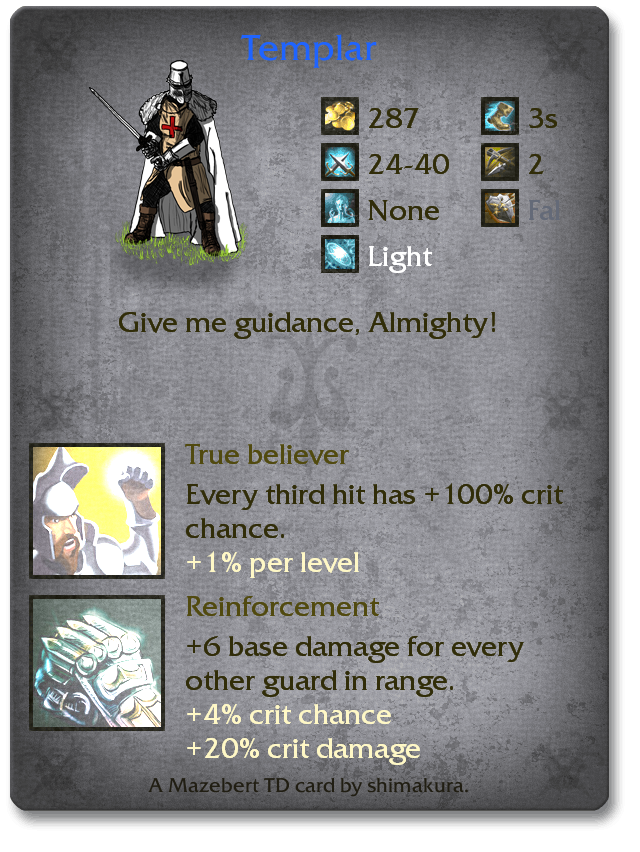 Templar
287 3s
24-40 2
None Fal
Light
Give me guidance, Almighty!
True believer
Every third hit has +100% crit
chance.
+1% per level
Reinforcement
+6 base damage for every
other guard in range.
+4% crit chance
+20% crit damage
A Mazebert TD card by shimakura.